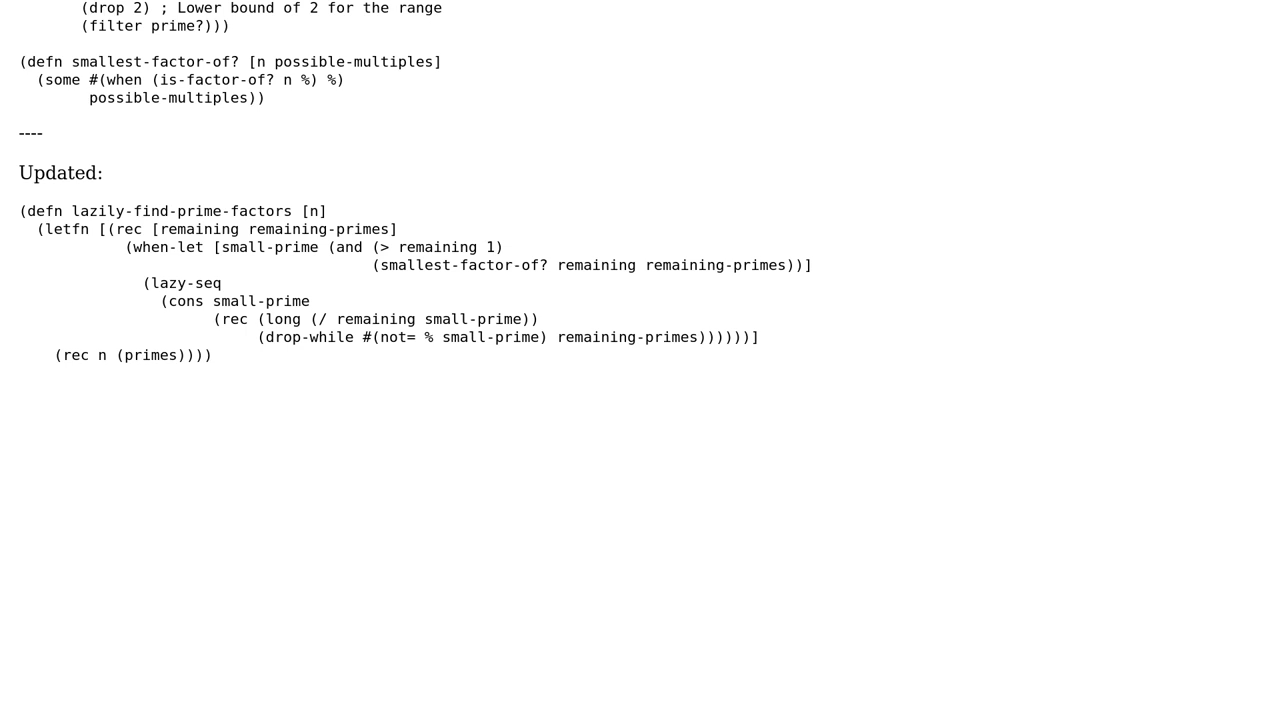 (drop 2) ; Lower bound of 2 for the range
(filter prime?)))
(defn smallest-factor-of? [n possible-multiples]
(some #(when (is-factor-of? n %) %)
possible-multiples))
----
Updated:
(defn lazily-find-prime-factors [n]
(letfn [(rec [remaining remaining-primes]
(when-let [small-prime (and (> remaining 1)
(smallest-factor-of? remaining remaining-primes))]
(lazy-seq
(cons small-prime
(rec (long (/ remaining small-prime))
(drop-while #(not= % small-prime) remaining-primes))))))]
(rec n (primes))))